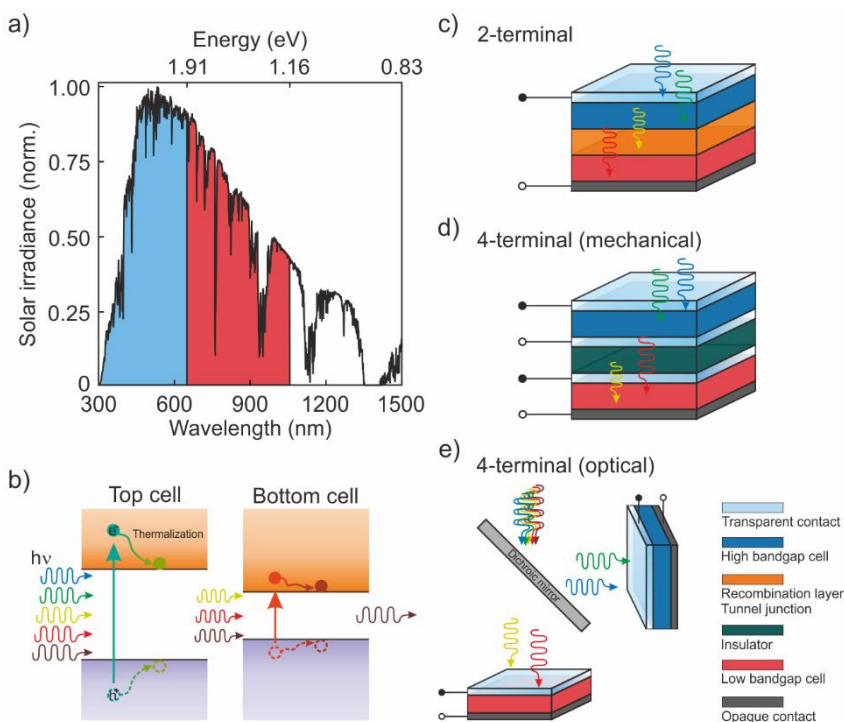 a)
Energy (eV)
1.91 1.16 0.83
1.00
0.75
0.50
0.25
0
Solar irradiance (norm.)
300 600 900 1200 1500
Wavelength (nm)
b)
Top cell
Bottom cell
hν
e⁻
Thermalization
h⁺
c)
2-terminal
d)
4-terminal (mechanical)
e)
4-terminal (optical)
Dichroic mirror
Transparent contact
High bandgap cell
Recombination layer
Tunnel junction
Insulator
Low bandgap cell
Opaque contact